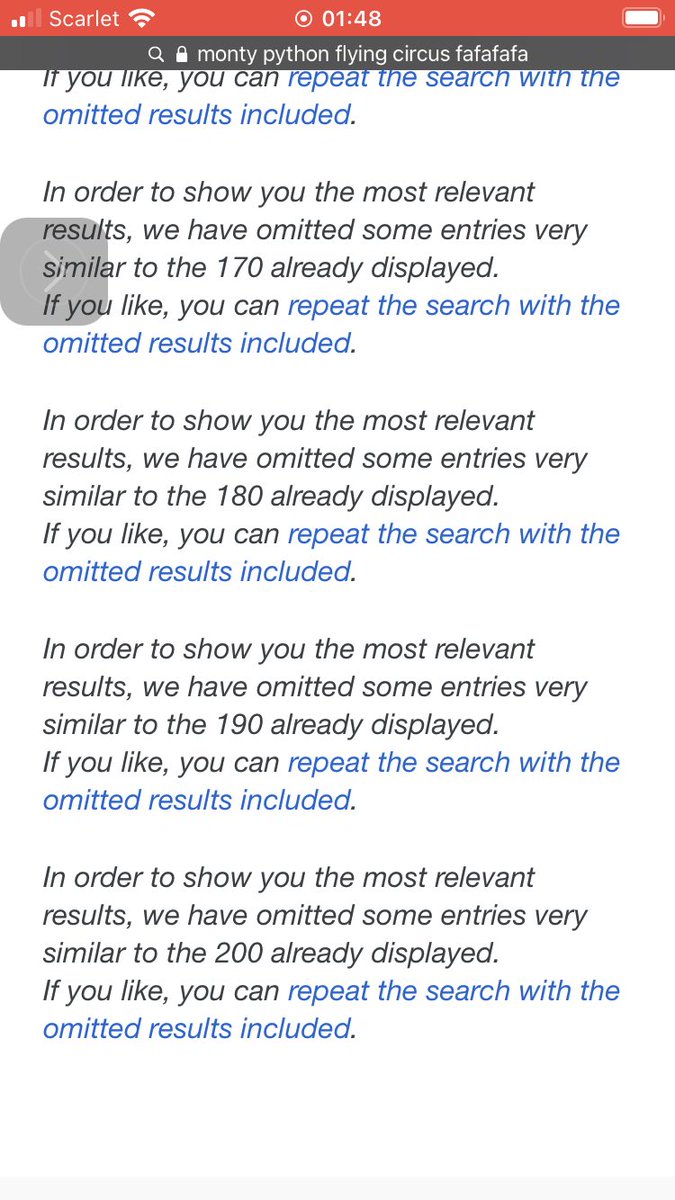 Scarlet 01:48
monty python flying circus fafafafa
If you like, you can repeat the search with the
omitted results included.
In order to show you the most relevant
results, we have omitted some entries very
similar to the 170 already displayed.
If you like, you can repeat the search with the
omitted results included.
In order to show you the most relevant
results, we have omitted some entries very
similar to the 180 already displayed.
If you like, you can repeat the search with the
omitted results included.
In order to show you the most relevant
results, we have omitted some entries very
similar to the 190 already displayed.
If you like, you can repeat the search with the
omitted results included.
In order to show you the most relevant
results, we have omitted some entries very
similar to the 200 already displayed.
If you like, you can repeat the search with the
omitted results included.